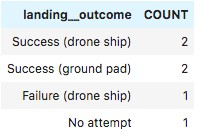 landing__outcome COUNT
Success (drone ship) 2
Success (ground pad) 2
Failure (drone ship) 1
No attempt 1